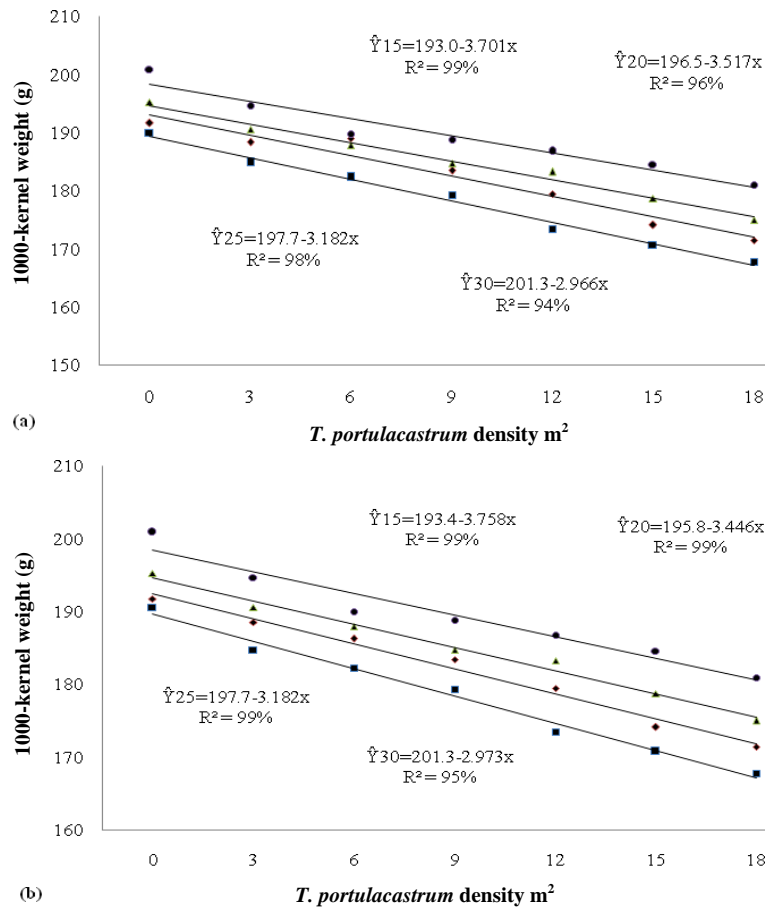 210
200
190
180
170
160
150
1000-kernel weight (g)
Ŷ15=193.0-3.701x
R² = 99%
Ŷ20=196.5-3.517x
R² = 96%
Ŷ25=197.7-3.182x
R² = 98%
Ŷ30=201.3-2.966x
R² = 94%
0 3 6 9 12 15 18
(a)
T. portulacastrum density m²
210
200
190
180
170
160
1000-kernel weight (g)
Ŷ15=193.4-3.758x
R² = 99%
Ŷ20=195.8-3.446x
R² = 99%
Ŷ25=197.7-3.182x
R² = 99%
Ŷ30=201.3-2.973x
R² = 95%
0 3 6 9 12 15 18
(b)
T. portulacastrum density m²